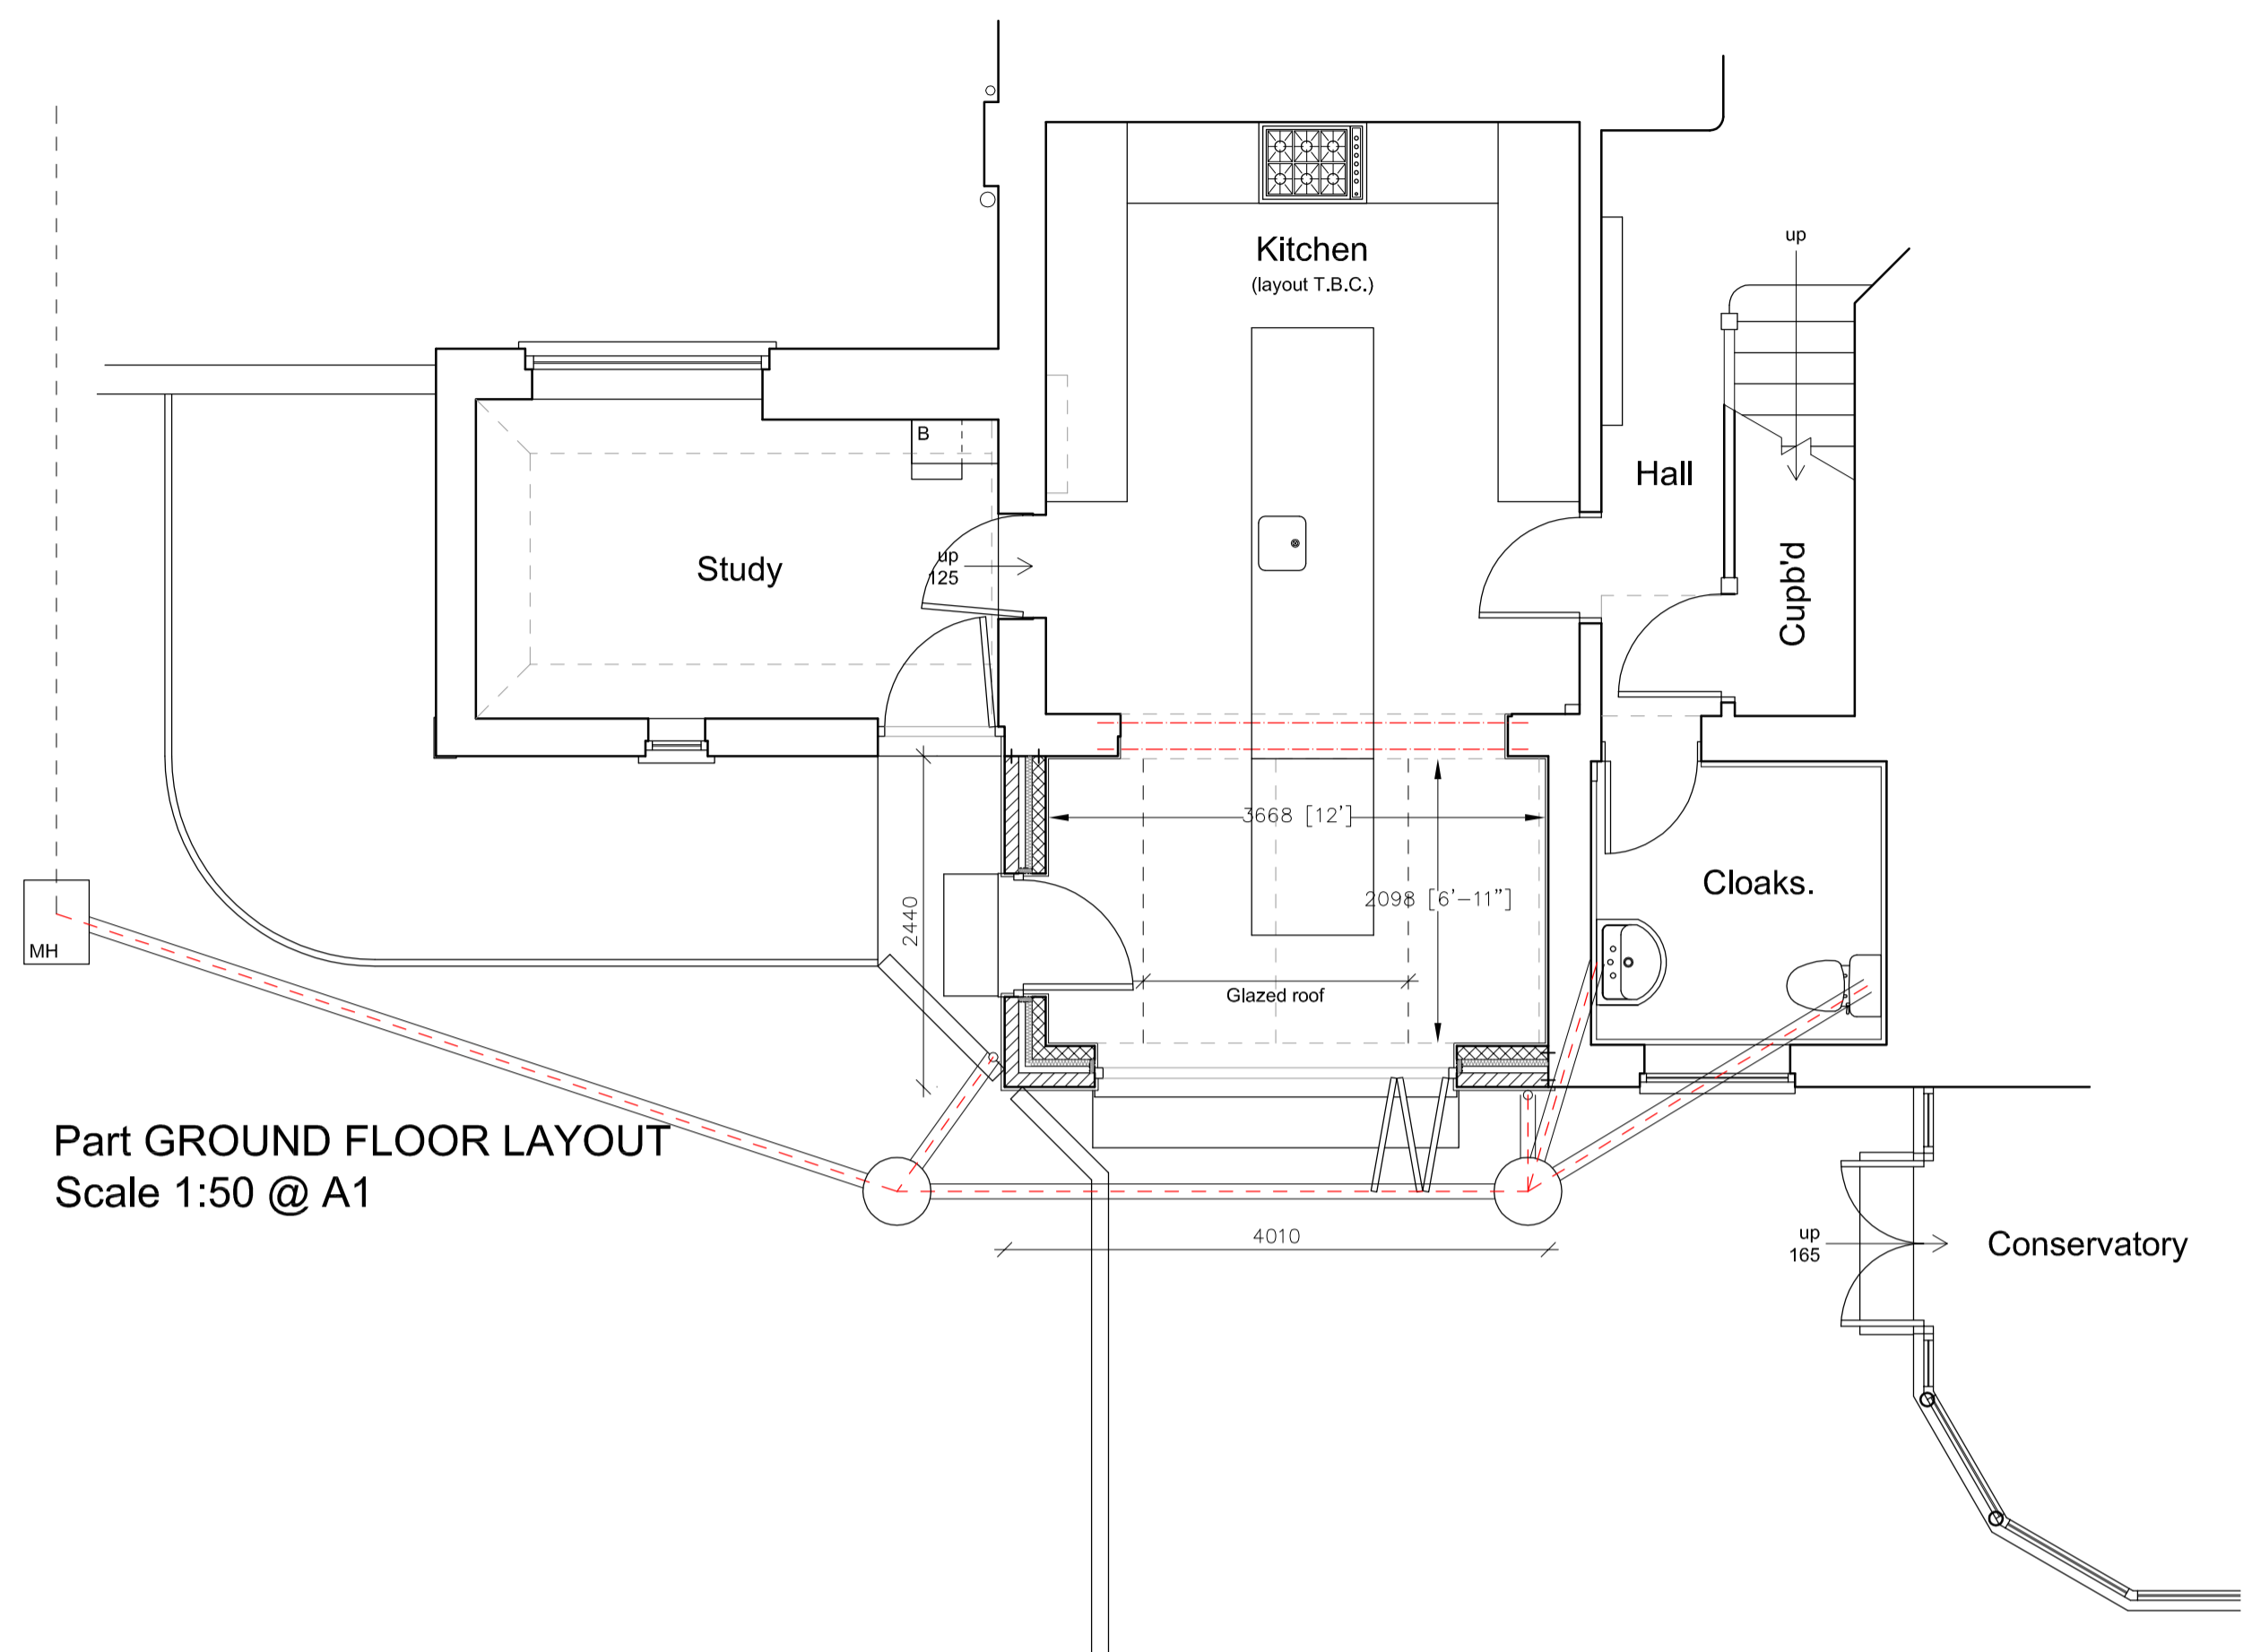 up
Kitchen
(layout T.B.C.)
B
Hall
Study
up
125
Cupb'd
3668 [12']
2098 [6'-11"]
2440
Cloaks.
MH
Glazed roof
Part GROUND FLOOR LAYOUT
Scale 1:50 @ A1
4010
up
165
Conservatory